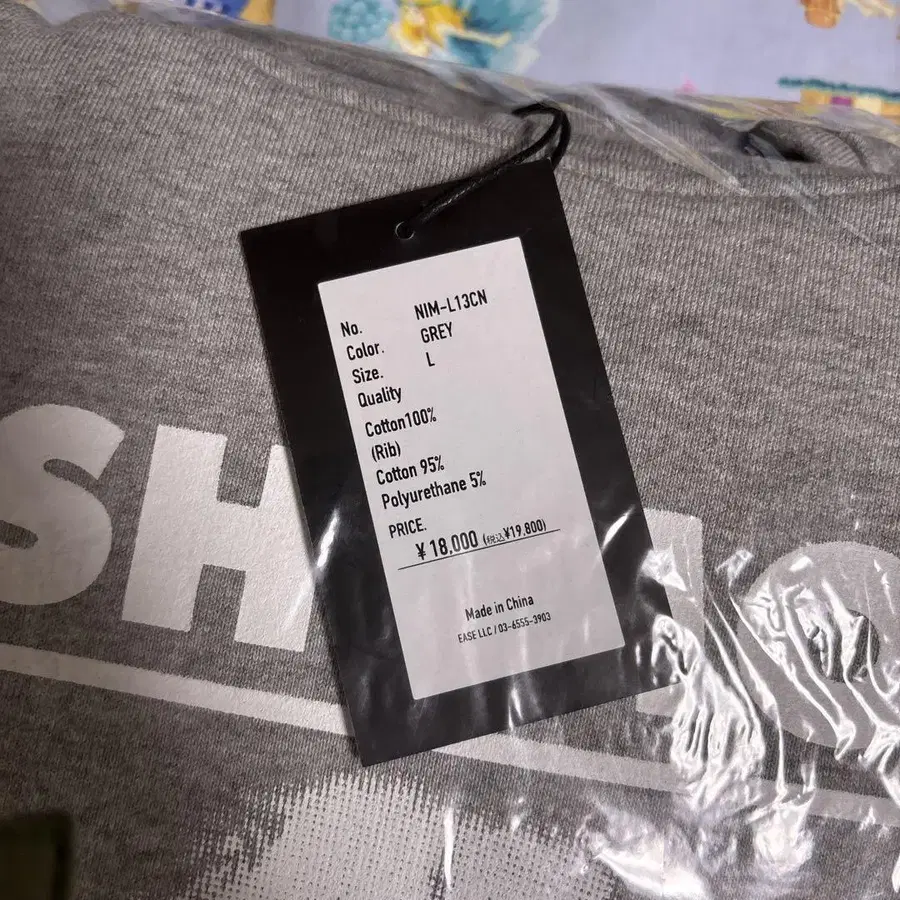 No. NIM-L13CN
Color. GREY
Size. L
Quality
Cotton100%
(Rib)
Cotton 95%
Polyurethane 5%
PRICE.
¥18,000 (税込¥19,800)
Made in China
EASE LLC / 03-6555-3903
SH